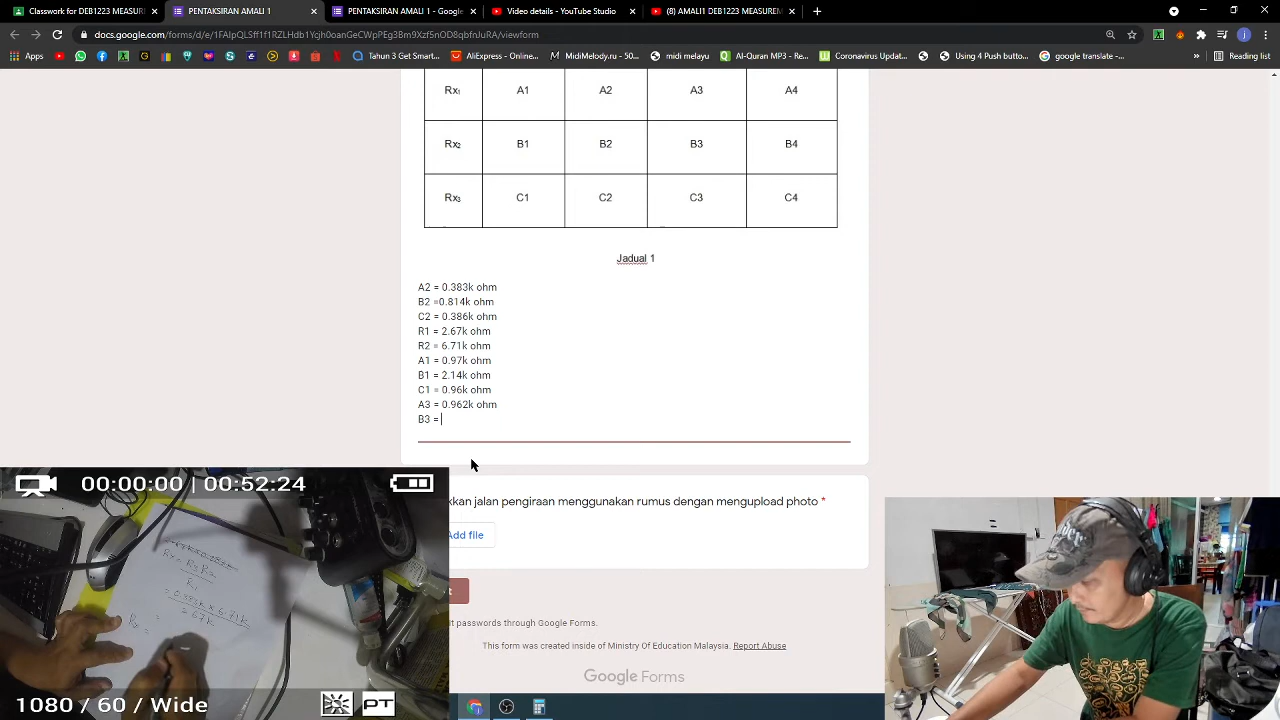 Classwork for DEB1223 MEASURI
PENTAKSIRAN AMALI 1
PENTAKSIRAN AMALI 1 - Google
Video details - YouTube Studio
(8) (AMALI1 DEB1223 MEASUREM
docs.google.com/forms/d/e/1FAIpQLSff1f1RZLHdb1Ycjh0oanGeCWpPEg3Bm9Xzf5nOD8qbfnJuRA/viewform
Apps
Tahun 3 Get Smart...
AliExpress - Online...
MidiMelody.ru - 50...
midi melayu
Al-Quran MP3 - Re...
Coronavirus Updat...
Using 4 Push butto...
google translate -...
Reading list
Rx1 A1 A2 A3 A4
Rx2 B1 B2 B3 B4
Rx3 C1 C2 C3 C4
Jadual 1
A2 = 0.383k ohm
B2 =0.814k ohm
C2 = 0.386k ohm
R1 = 2.67k ohm
R2 = 6.71k ohm
A1 = 0.97k ohm
B1 = 2.14k ohm
C1 = 0.96k ohm
A3 = 0.962k ohm
B3 =
kkan jalan pengiraan menggunakan rumus dengan mengupload photo *
Add file
it passwords through Google Forms.
This form was created inside of Ministry Of Education Malaysia. Report Abuse
Google Forms
00:00:00 | 00:52:24
1080 / 60 / Wide
PT